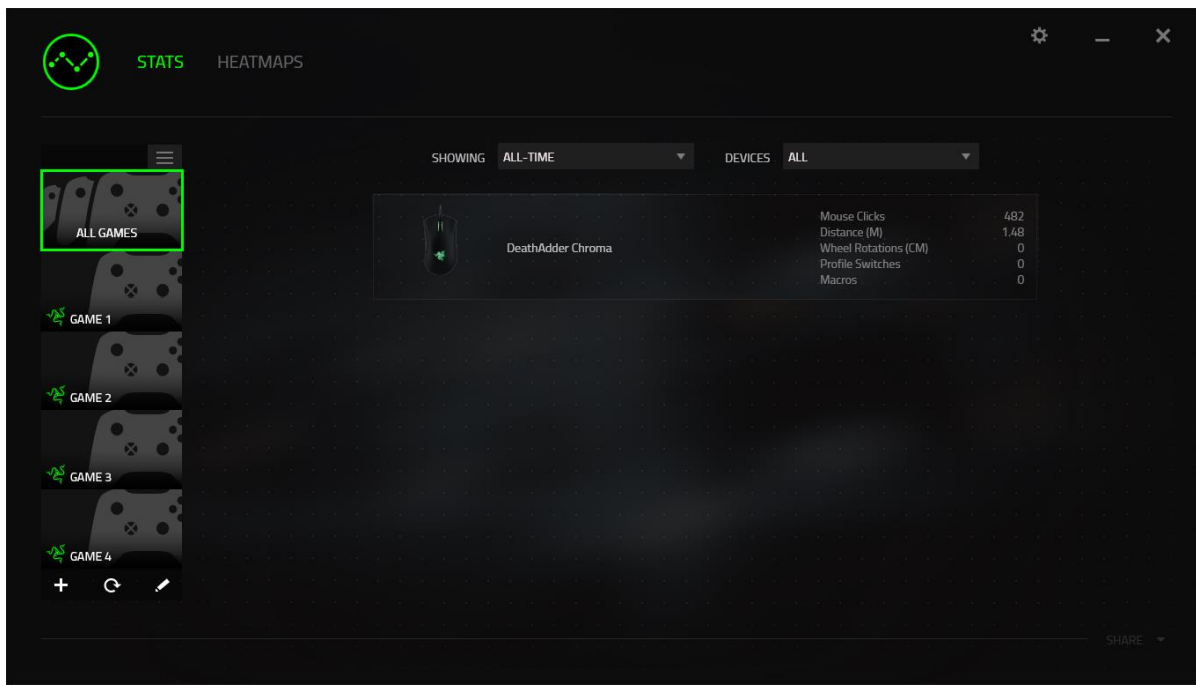 STATS HEATMAPS
SHOWING ALL-TIME DEVICES ALL
ALL GAMES
GAME 1
GAME 2
GAME 3
GAME 4
DeathAdder Chroma
Mouse Clicks 482
Distance (M) 1.48
Wheel Rotations (CM) 0
Profile Switches 0
Macros 0
SHARE